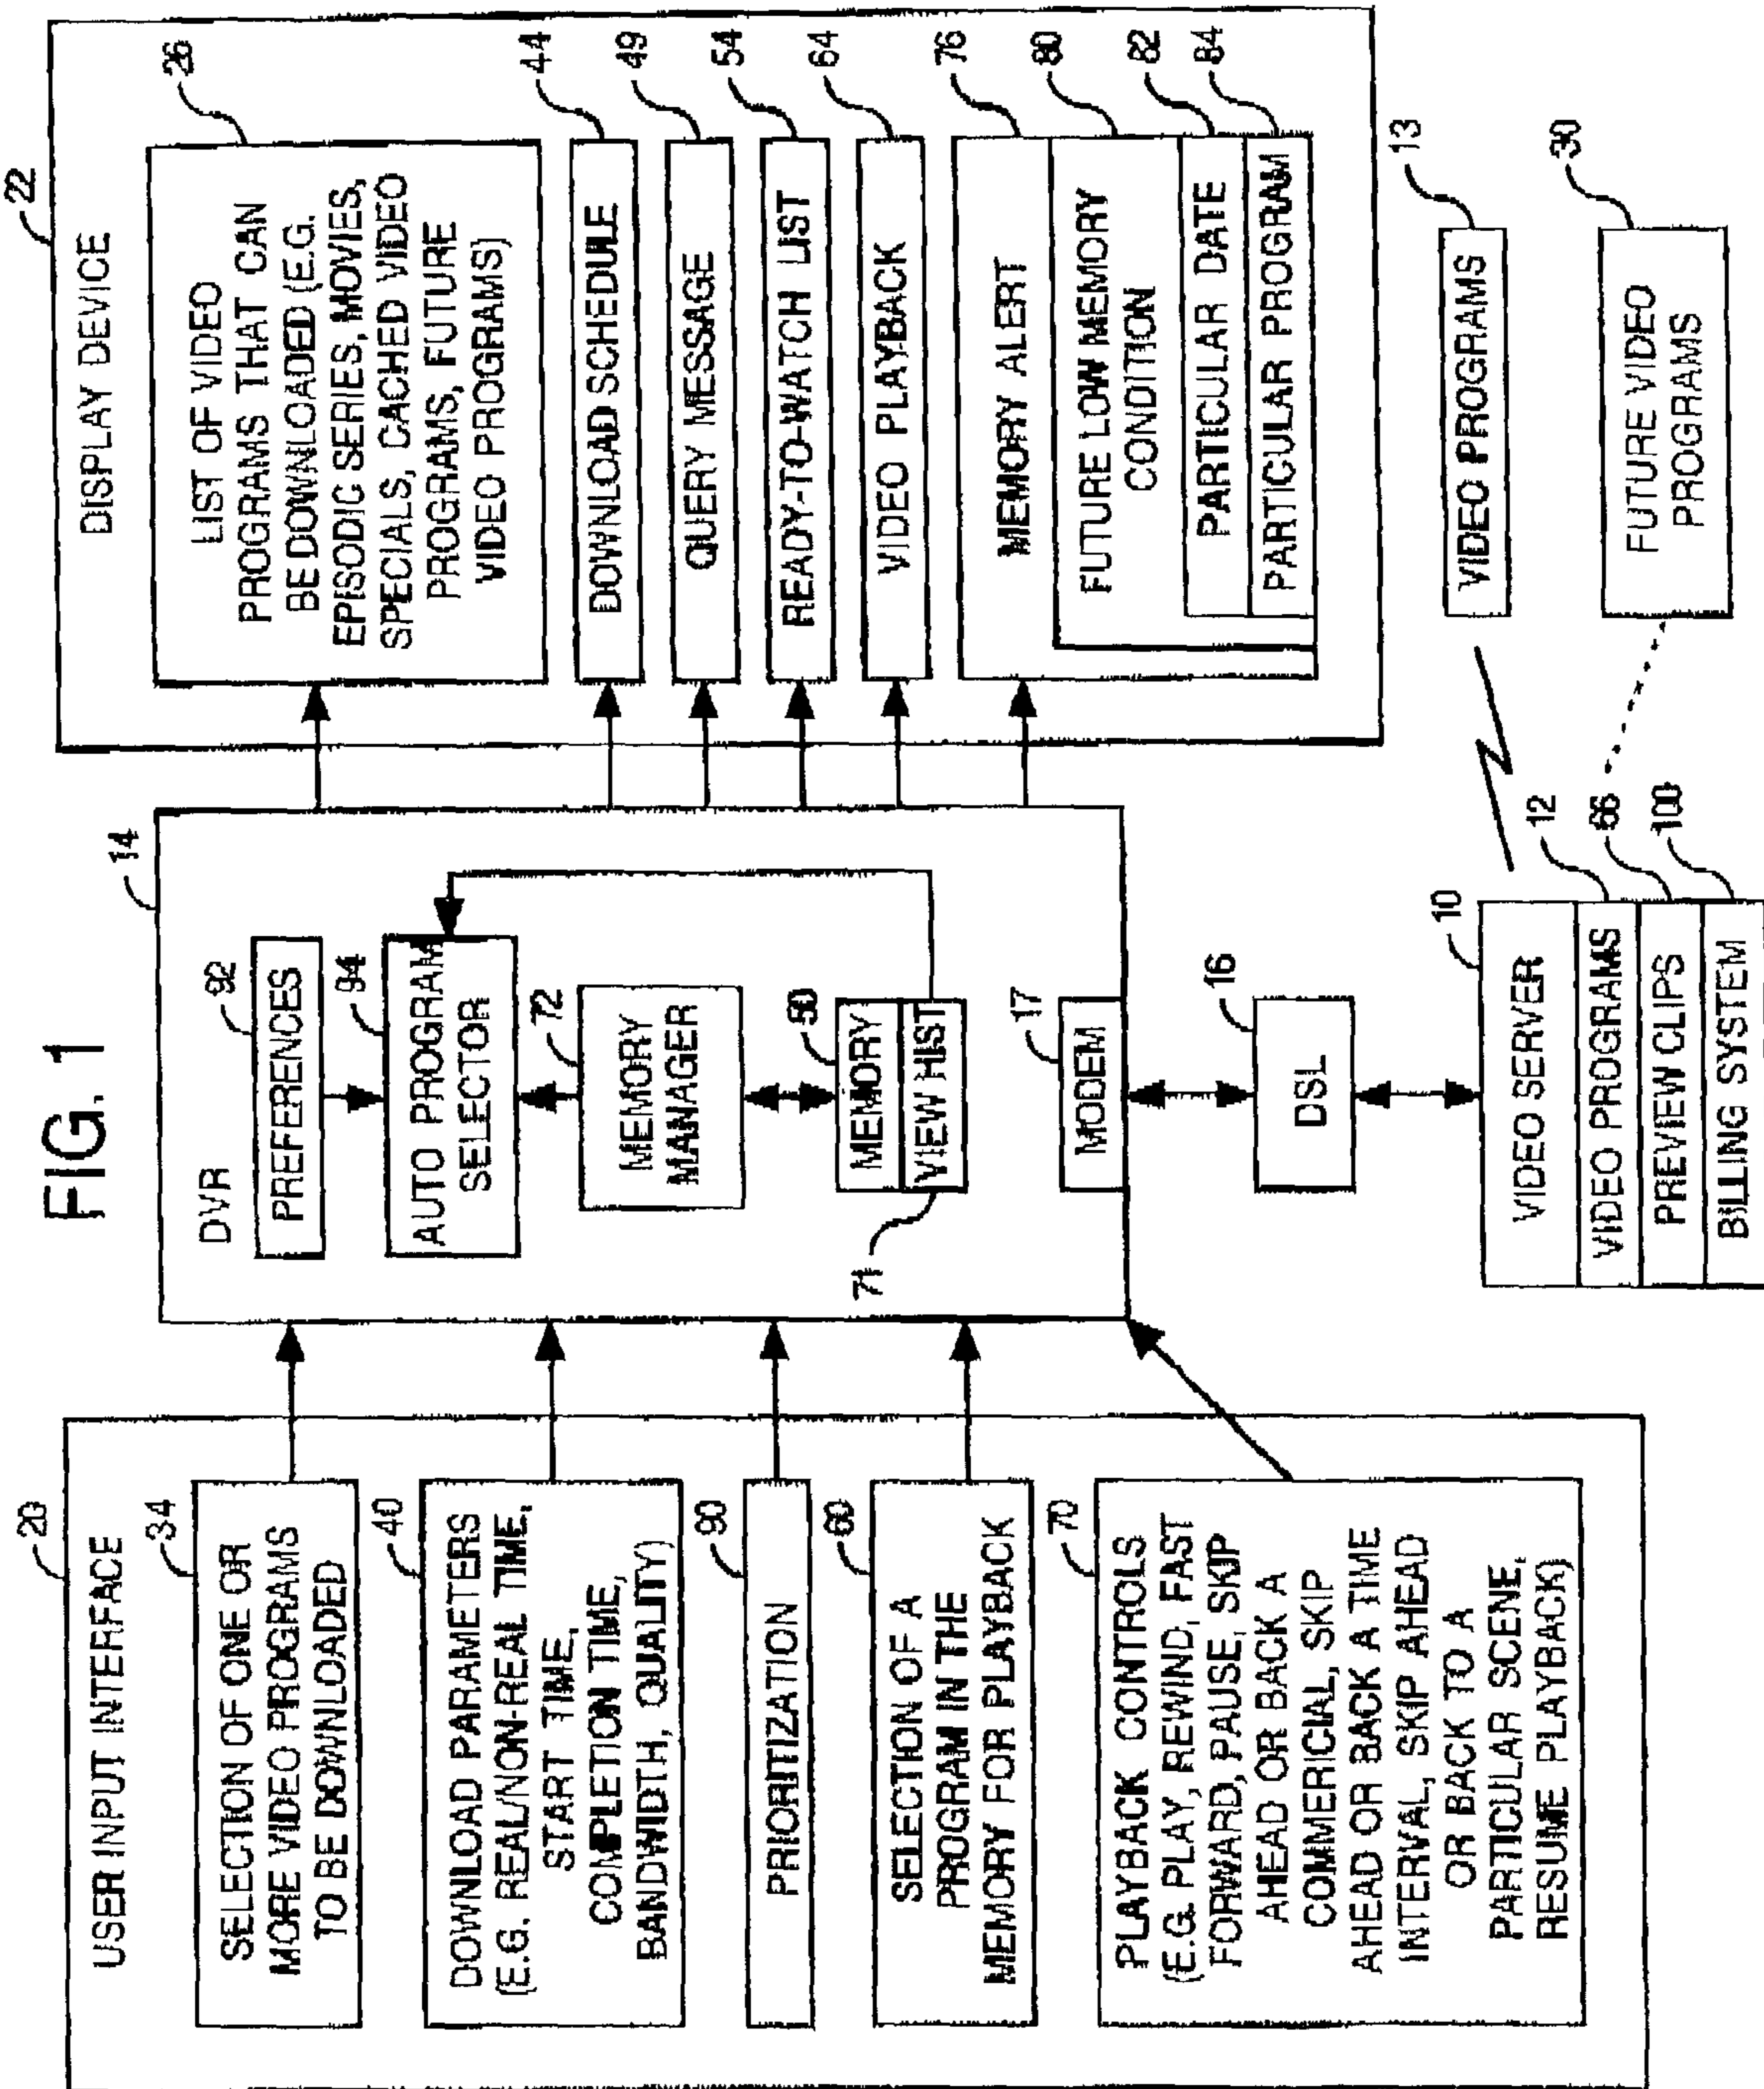 FIG. 1
20
USER INPUT INTERFACE
34
SELECTION OF ONE OR
MORE VIDEO PROGRAMS
TO BE DOWNLOADED
40
DOWNLOAD PARAMETERS
(E.G. REAL/NON-REAL TIME,
START TIME,
COMPLETION TIME,
BANDWIDTH, QUALITY)
90
PRIORITIZATION
60
SELECTION OF A
PROGRAM IN THE
MEMORY FOR PLAYBACK
70
PLAYBACK CONTROLS
(E.G. PLAY, REWIND, FAST
FORWARD, PAUSE, SKIP
AHEAD OR BACK A
COMMERICIAL, SKIP
AHEAD OR BACK A TIME
INTERVAL, SKIP AHEAD
OR BACK TO A
PARTICULAR SCENE,
RESUME PLAYBACK)
14
DVR
92
PREFERENCES
94
AUTO PROGRAM
SELECTOR
72
MEMORY
MANAGER
50
MEMORY
VIEW HIST
71
17
MODEM
16
DSL
10
VIDEO SERVER
12
VIDEO PROGRAMS
66
PREVIEW CLIPS
100
BILLING SYSTEM
22
DISPLAY DEVICE
26
LIST OF VIDEO
PROGRAMS THAT CAN
BE DOWNLOADED (E.G.
EPISODIC SERIES, MOVIES,
SPECIALS, CACHED VIDEO
PROGRAMS, FUTURE
VIDEO PROGRAMS)
44
DOWNLOAD SCHEDULE
49
QUERY MESSAGE
54
READY-TO-WATCH LIST
64
VIDEO PLAYBACK
76
MEMORY ALERT
80
FUTURE LOW MEMORY
CONDITION
82
PARTICULAR DATE
84
PARTICULAR PROGRAM
13
VIDEO PROGRAMS
30
FUTURE VIDEO
PROGRAMS